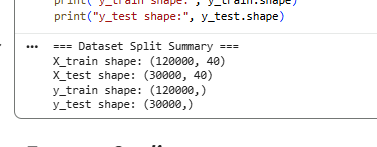 print("y_train shape:", y_train.shape)
print("y_test shape:", y_test.shape)
... === Dataset Split Summary ===
X_train shape: (120000, 40)
X_test shape: (30000, 40)
y_train shape: (120000,)
y_test shape: (30000,)